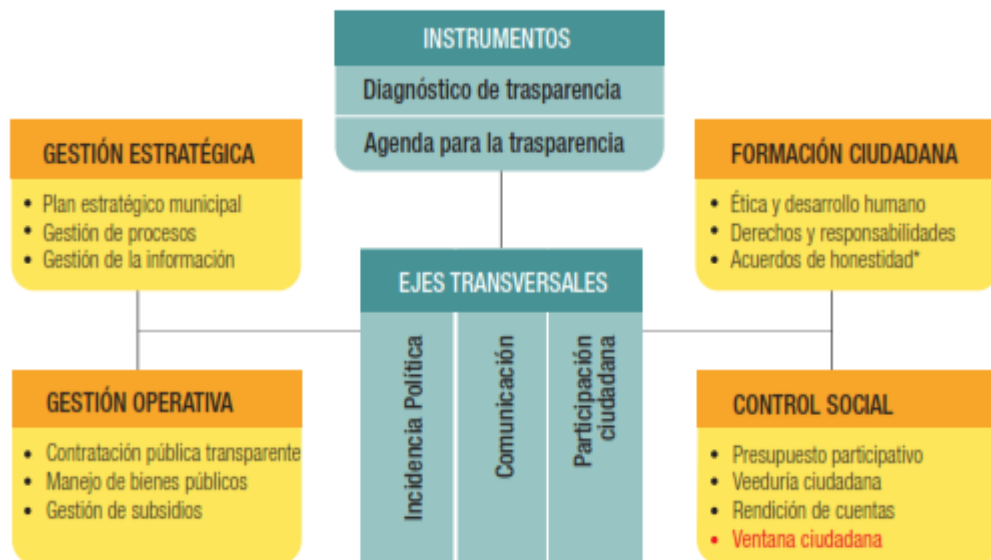 INSTRUMENTOS
Diagnóstico de trasparencia
Agenda para la trasparencia
GESTIÓN ESTRATÉGICA
• Plan estratégico municipal
• Gestión de procesos
• Gestión de la información
FORMACIÓN CIUDADANA
• Ética y desarrollo humano
• Derechos y responsabilidades
• Acuerdos de honestidad*
EJES TRANSVERSALES
Incidencia Política
Comunicación
Participación
ciudadana
GESTIÓN OPERATIVA
• Contratación pública transparente
• Manejo de bienes públicos
• Gestión de subsidios
CONTROL SOCIAL
• Presupuesto participativo
• Veeduría ciudadana
• Rendición de cuentas
• Ventana ciudadana